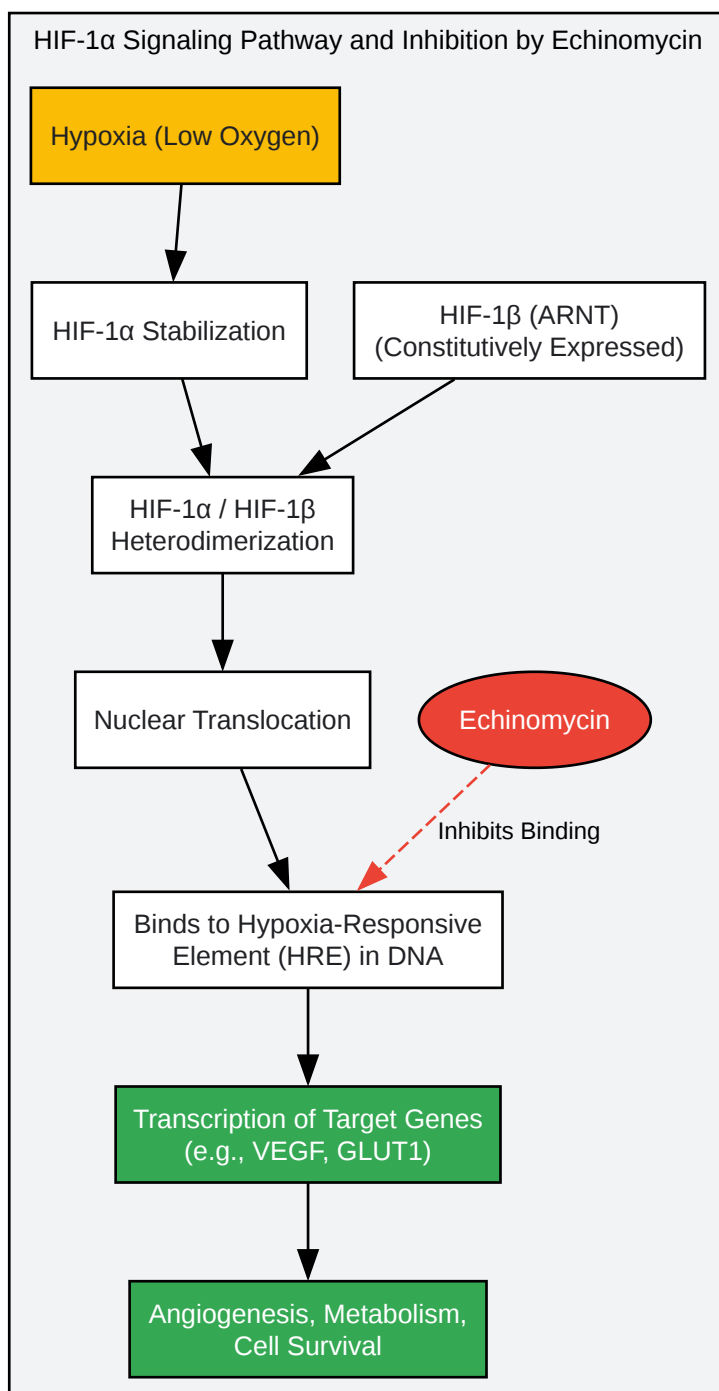 HIF-1α Signaling Pathway and Inhibition by Echinomycin
Hypoxia (Low Oxygen)
HIF-1α Stabilization
HIF-1β (ARNT)
(Constitutively Expressed)
HIF-1α / HIF-1β
Heterodimerization
Nuclear Translocation
Echinomycin
Inhibits Binding
Binds to Hypoxia-Responsive
Element (HRE) in DNA
Transcription of Target Genes
(e.g., VEGF, GLUT1)
Angiogenesis, Metabolism,
Cell Survival